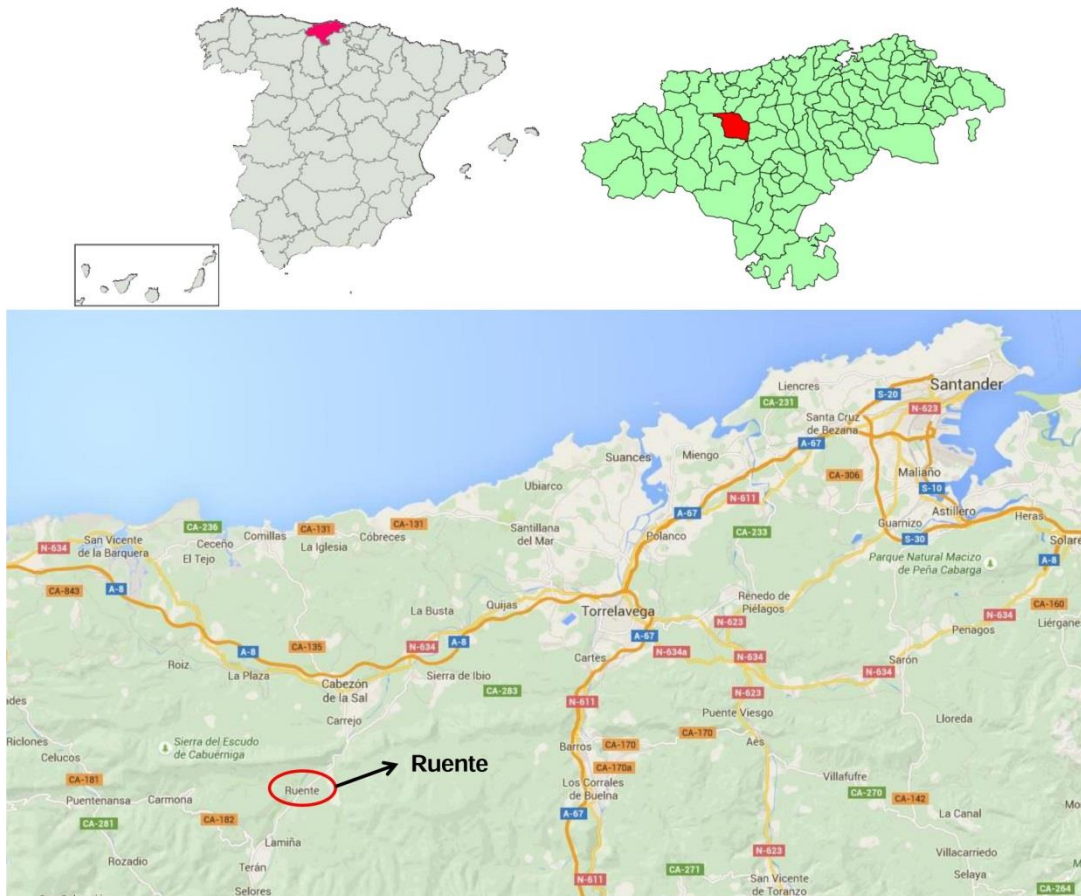 Santander
Liencres
CA-231
S-20
N-623
Santa Cruz
de Bezana
A-67
Suances
Miengo
CA-306
Maliaño
N-611
S-10
Ubiarco
Astillero
A-67
Guarnizo
Heras
CA-236
CA-131
CA-131
Santillana
del Mar
CA-233
Solare
N-634
San Vicente
de la Barquera
Ceceño
Comillas
Cóbreces
Polanco
S-30
El Tejo
La Iglesia
Parque Natural Macizo
de Peña Cabarga
A-8
CA-843
A-8
Renedo de
Piélagos
CA-160
La Busta
Quijas
Torrelavega
N-623
N-634
Liérganes
A-67
Penagos
CA-135
N-634
A-8
N-634a
N-634
Roiz
A-8
Cartes
Sarón
N-634
La Plaza
Cabezón
de la Sal
Sierra de Ibio
CA-283
N-623
ades
Carrejo
N-611
Puente Viesgo
Lloreda
Riclones
Sierra del Escudo
de Cabuérniga
Barros
CA-170
CA-170
Aés
Celucos
Ruente
CA-170a
CA-181
Ruente
Los Corrales
de Buelna
Villafufre
CA-270
Puentenansa
Carmona
CA-142
A-67
La Canal
CA-281
CA-182
Lamiña
Mo
Rozadio
Terán
N-623
Villacarriedo
CA-271
Selaya
Selores
N-611
San Vicente
de Toranzo
CA-264